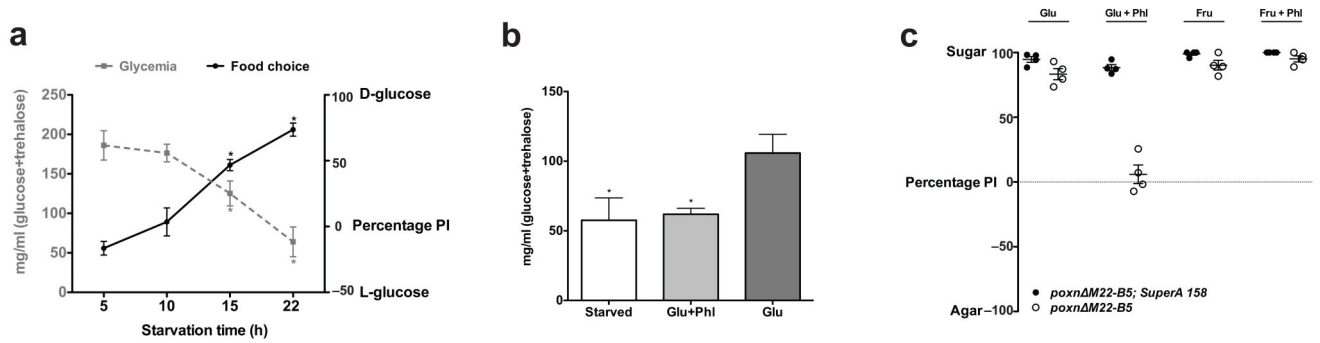 a
Glycemia Food choice
mg/ml (glucose+trehalose)
250
200
150
100
50
0
D-glucose
100
50
Percentage PI
0
L-glucose
–50
5 10 15 22
Starvation time (h)
* * * *
b
mg/ml (glucose+trehalose)
150
100
50
0
* *
Starved Glu+Phl Glu
c
Glu Glu + Phl Fru Fru + Phl
Sugar 100
50
Percentage PI 0
–50
Agar –100
poxnΔM22-B5; SuperA 158
poxnΔM22-B5